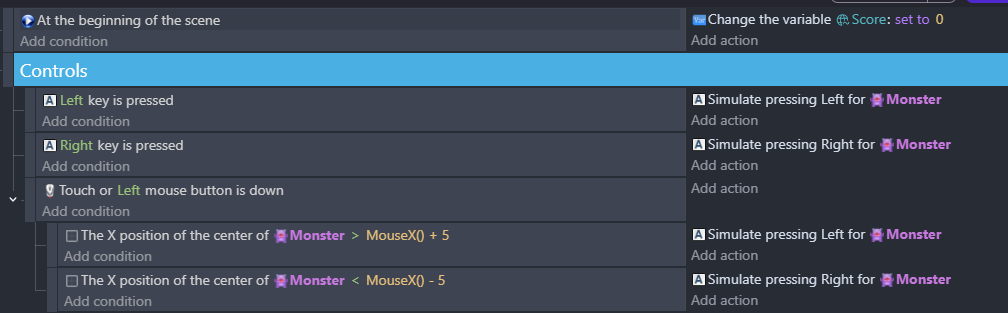 At the beginning of the scene
Change the variable Score: set to 0
Add condition
Add action
Controls
Left key is pressed
Simulate pressing Left for Monster
Add condition
Add action
Right key is pressed
Simulate pressing Right for Monster
Add condition
Add action
Touch or Left mouse button is down
Add action
Add condition
The X position of the center of Monster > MouseX() + 5
Simulate pressing Left for Monster
Add condition
Add action
The X position of the center of Monster < MouseX() - 5
Simulate pressing Right for Monster
Add condition
Add action